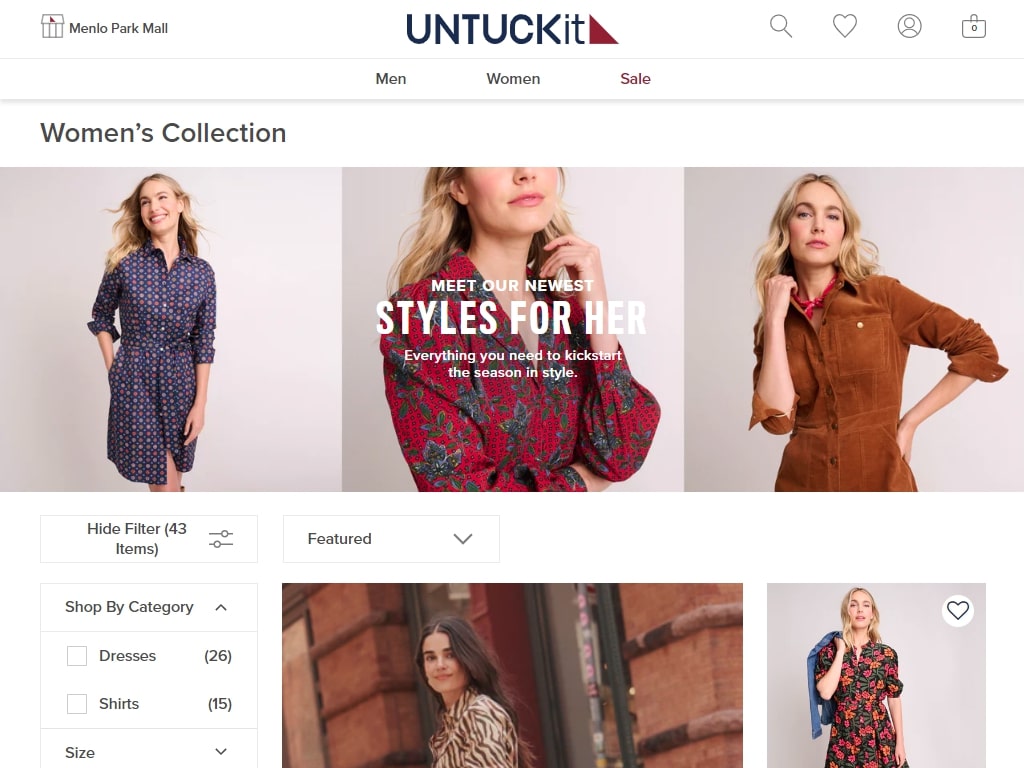 Menlo Park Mall
UNTUCKit
0
Men
Women
Sale
Women's Collection
MEET OUR NEWEST
STYLES FOR HER
Everything you need to kickstart
the season in style.
Hide Filter (43
Items)
Featured
Shop By Category
Dresses (26)
Shirts (15)
Size